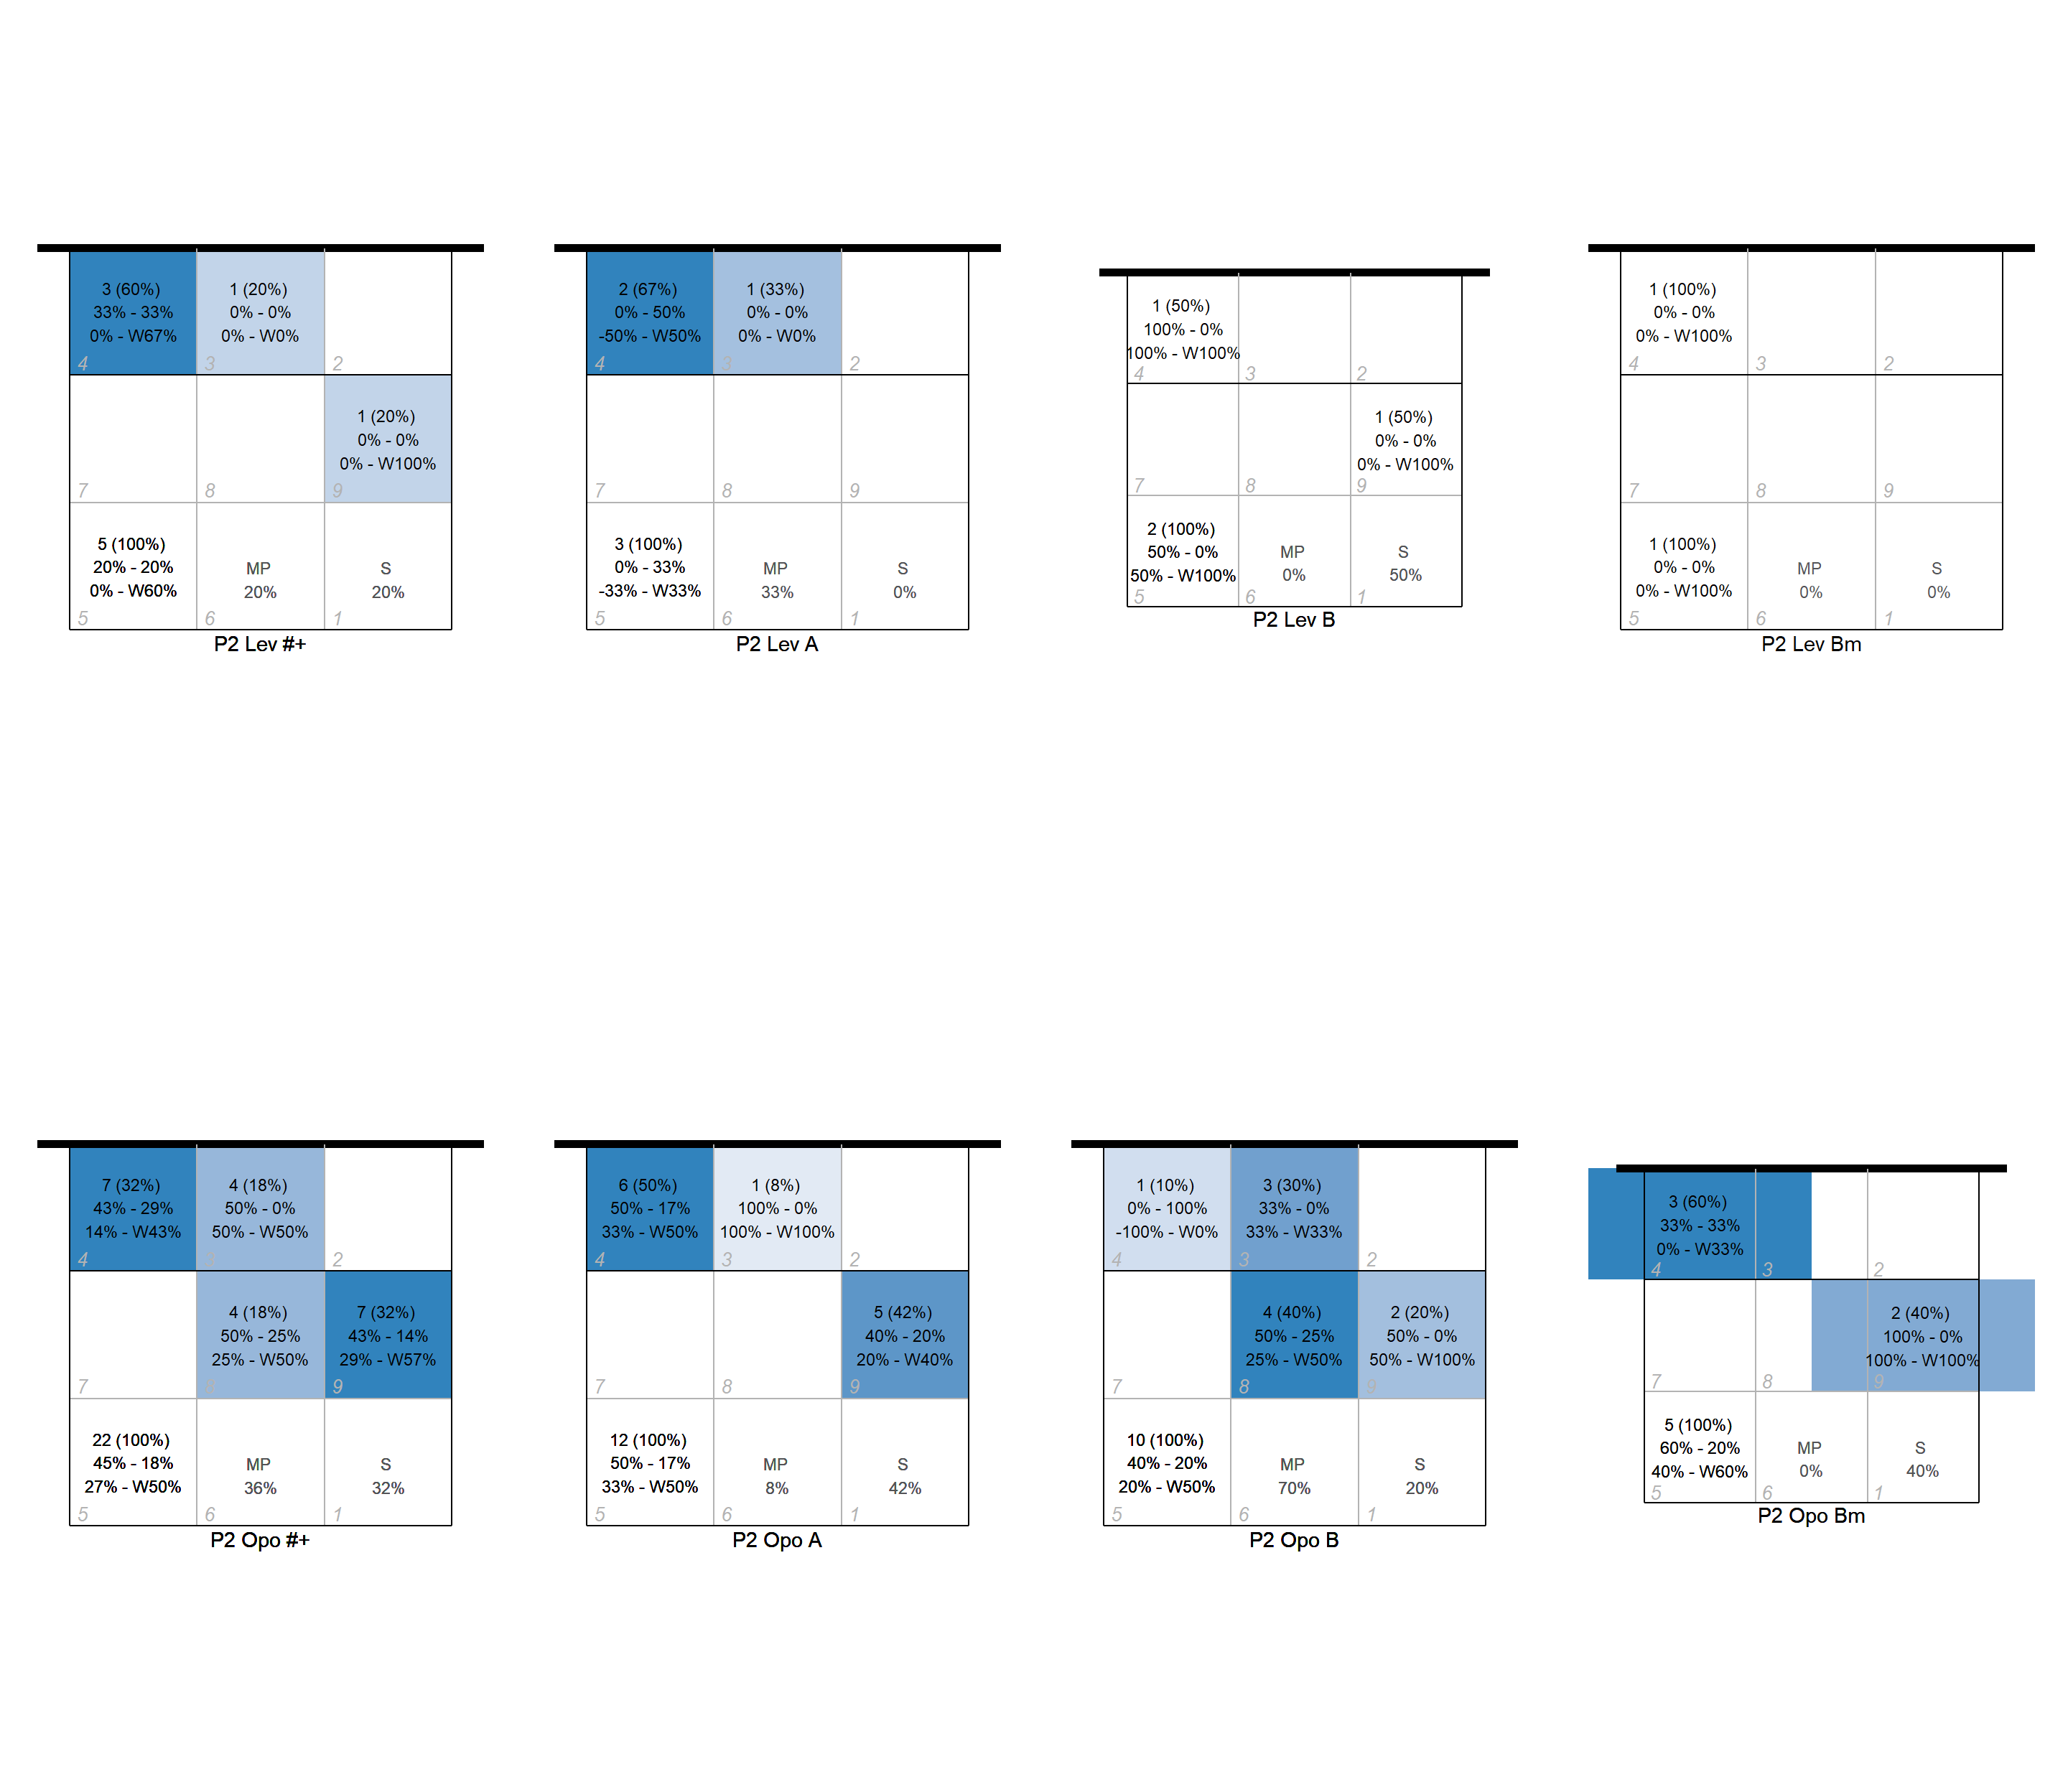 3 (60%)
33% - 33%
0% - W67%
4
1 (20%)
0% - 0%
0% - W0%
3
2
7
8
1 (20%)
0% - 0%
0% - W100%
9
5 (100%)
20% - 20%
0% - W60%
5
MP
20%
6
S
20%
1
P2 Lev #+
2 (67%)
0% - 50%
-50% - W50%
4
1 (33%)
0% - 0%
0% - W0%
3
2
7
8
9
3 (100%)
0% - 33%
-33% - W33%
5
MP
33%
6
S
0%
1
P2 Lev A
1 (50%)
100% - 0%
100% - W100%
4
3
2
7
8
1 (50%)
0% - 0%
0% - W100%
9
2 (100%)
50% - 0%
50% - W100%
5
MP
0%
6
S
50%
1
P2 Lev B
1 (100%)
0% - 0%
0% - W100%
4
3
2
7
8
9
1 (100%)
0% - 0%
0% - W100%
5
MP
0%
6
S
0%
1
P2 Lev Bm
7 (32%)
43% - 29%
14% - W43%
4
4 (18%)
50% - 0%
50% - W50%
3
2
7
4 (18%)
50% - 25%
25% - W50%
8
7 (32%)
43% - 14%
29% - W57%
9
22 (100%)
45% - 18%
27% - W50%
5
MP
36%
6
S
32%
1
P2 Opo #+
6 (50%)
50% - 17%
33% - W50%
4
1 (8%)
100% - 0%
100% - W100%
3
2
7
8
5 (42%)
40% - 20%
20% - W40%
9
12 (100%)
50% - 17%
33% - W50%
5
MP
8%
6
S
42%
1
P2 Opo A
1 (10%)
0% - 100%
-100% - W0%
4
3 (30%)
33% - 0%
33% - W33%
3
2
7
4 (40%)
50% - 25%
25% - W50%
8
2 (20%)
50% - 0%
50% - W100%
9
10 (100%)
40% - 20%
20% - W50%
5
MP
70%
6
S
20%
1
P2 Opo B
3 (60%)
33% - 33%
0% - W33%
4
3
2
7
8
2 (40%)
100% - 0%
100% - W100%
9
5 (100%)
60% - 20%
40% - W60%
5
MP
0%
6
S
40%
1
P2 Opo Bm